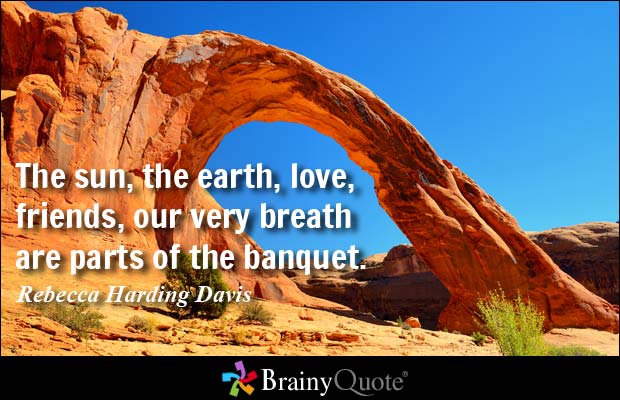 The sun, the earth, love,
friends, our very breath
are parts of the banquet.
Rebecca Harding Davis
BrainyQuote®